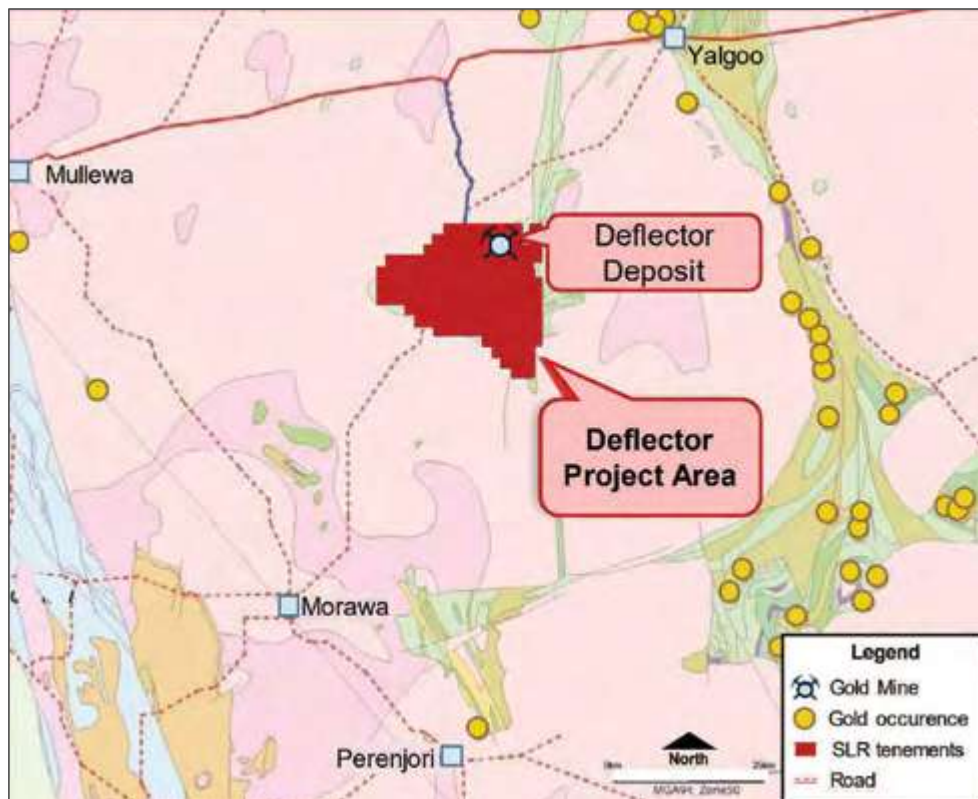 Yalgoo
Mullewa
Deflector
Deposit
Deflector
Project Area
Morawa
Perenjori
Legend
Gold Mine
Gold occurence
SLR tenements
Road
North
MGA94: Zone50